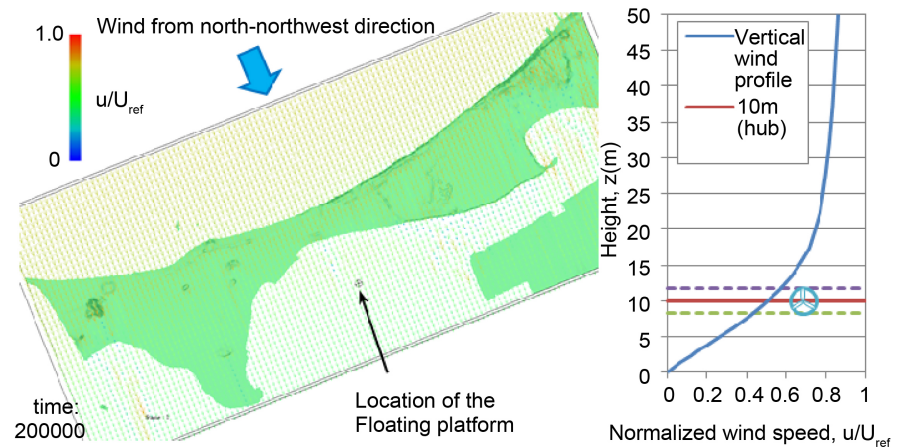 Wind from north-northwest direction
1.0
u/Uref
0
time:
200000
Location of the
Floating platform
50
45
40
35
30
25
20
15
10
5
0
Height, z(m)
Vertical
wind
profile
10m
(hub)
0 0.2 0.4 0.6 0.8 1
Normalized wind speed, u/Uref